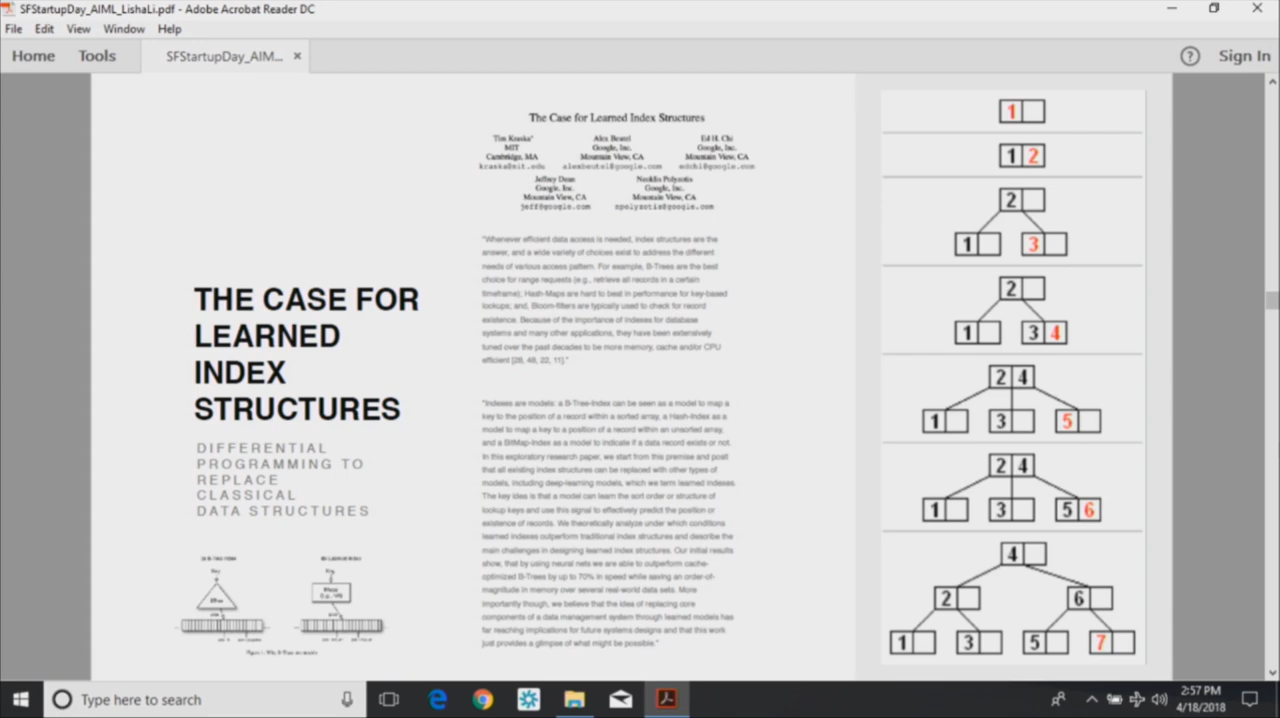 SFStartupDay_AIML_LishaLi.pdf - Adobe Acrobat Reader DC
File Edit View Window Help
Home Tools SFStartupDay_AIM... × Sign In
THE CASE FOR
LEARNED
INDEX
STRUCTURES
DIFFERENTIAL
PROGRAMMING TO
REPLACE
CLASSICAL
DATA STRUCTURES
The Case for Learned Index Structures
Tim Kraska* Alex Beutel Ed H. Chi
MIT Google, Inc. Google, Inc.
Cambridge, MA Mountain View, CA Mountain View, CA
kraska@mit.edu alexbeutel@google.com edchi@google.com
Jeffrey Dean Neoklis Polyzotis
Google, Inc. Google, Inc.
Mountain View, CA Mountain View, CA
jeff@google.com npolyzotis@google.com
"Whenever efficient data access is needed, index structures are the
answer, and a wide variety of choices exist to address the different
needs of various access pattern. For example, B-Trees are the best
choice for range requests (e.g., retrieve all records in a certain
timeframe); Hash-Maps are hard to beat in performance for key-based
lookups; and, Bloom-filters are typically used to check for record
existence. Because of the importance of indexes for database
systems and many other applications, they have been extensively
tuned over the past decades to be more memory, cache and/or CPU
efficient [28, 48, 22, 11]."
"Indexes are models: a B-Tree-Index can be seen as a model to map a
key to the position of a record within a sorted array, a Hash-Index as a
model to map a key to a position of a record within an unsorted array,
and a BitMap-Index as a model to indicate if a data record exists or not.
In this exploratory research paper, we start from this premise and posit
that all existing index structures can be replaced with other types of
models, including deep-learning models, which we term learned indexes.
The key idea is that a model can learn the sort order or structure of
lookup keys and use this signal to effectively predict the position or
existence of records. We theoretically analyze under which conditions
learned indexes outperform traditional index structures and describe the
main challenges in designing learned index structures. Our initial results
show, that by using neural nets we are able to outperform cache-
optimized B-Trees by up to 70% in speed while saving an order-of-
magnitude in memory over several real-world data sets. More
importantly though, we believe that the idea of replacing core
components of a data management system through learned models has
far reaching implications for future systems designs and that this work
just provides a glimpse of what might be possible."
1
1 2
2
1 3
2
1 3 4
2 4
1 3 5
2 4
1 3 5 6
4
2 6
1 3 5 7
Type here to search
2:57 PM
4/18/2018